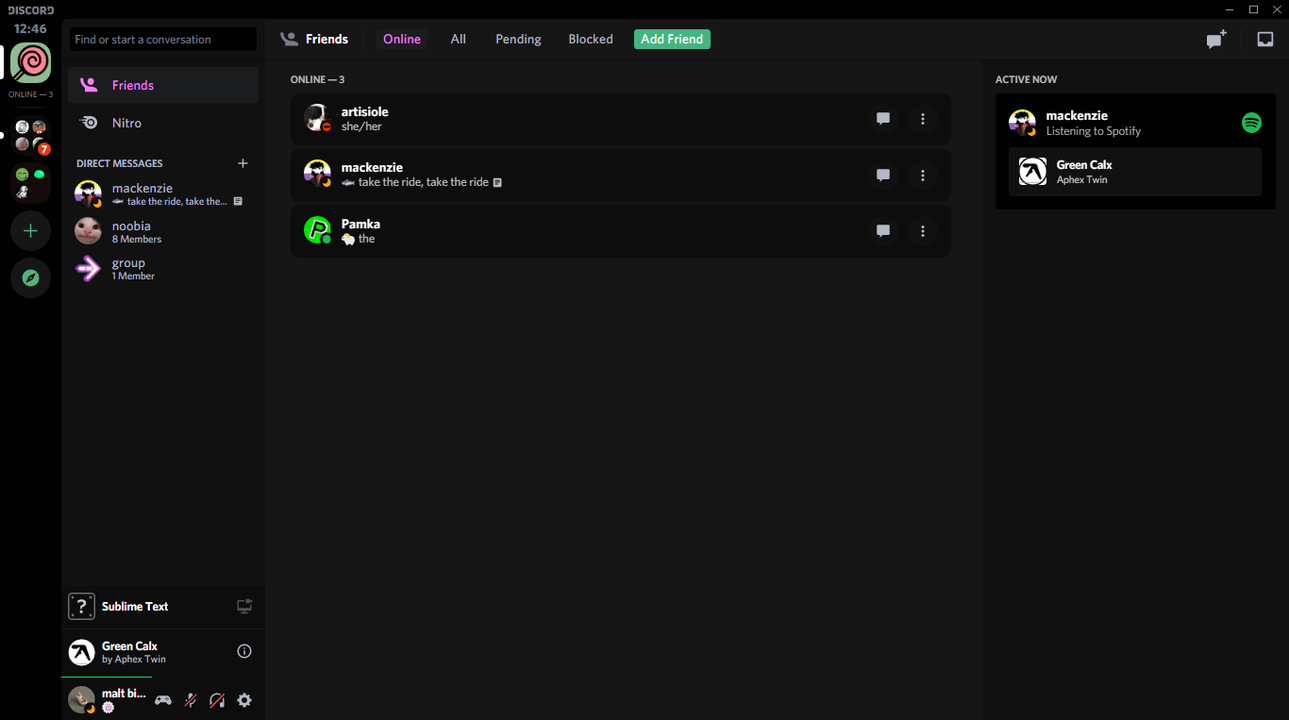 DISCORD
12:46
ONLINE — 3
7
Find or start a conversation
Friends
Nitro
DIRECT MESSAGES
mackenzie
take the ride, take the...
noobia
8 Members
group
1 Member
?
Sublime Text
Green Calx
by Aphex Twin
malt bi...
Friends
Online
All
Pending
Blocked
Add Friend
ONLINE — 3
artisiole
she/her
mackenzie
take the ride, take the ride
P
Pamka
the
ACTIVE NOW
mackenzie
Listening to Spotify
Green Calx
Aphex Twin